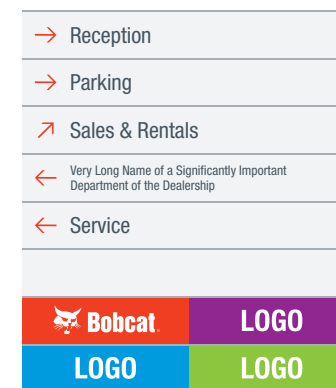 Reception
Parking
Sales & Rentals
Very Long Name of a Significantly Important
Department of the Dealership
Service
Bobcat.
LOGO
LOGO
LOGO